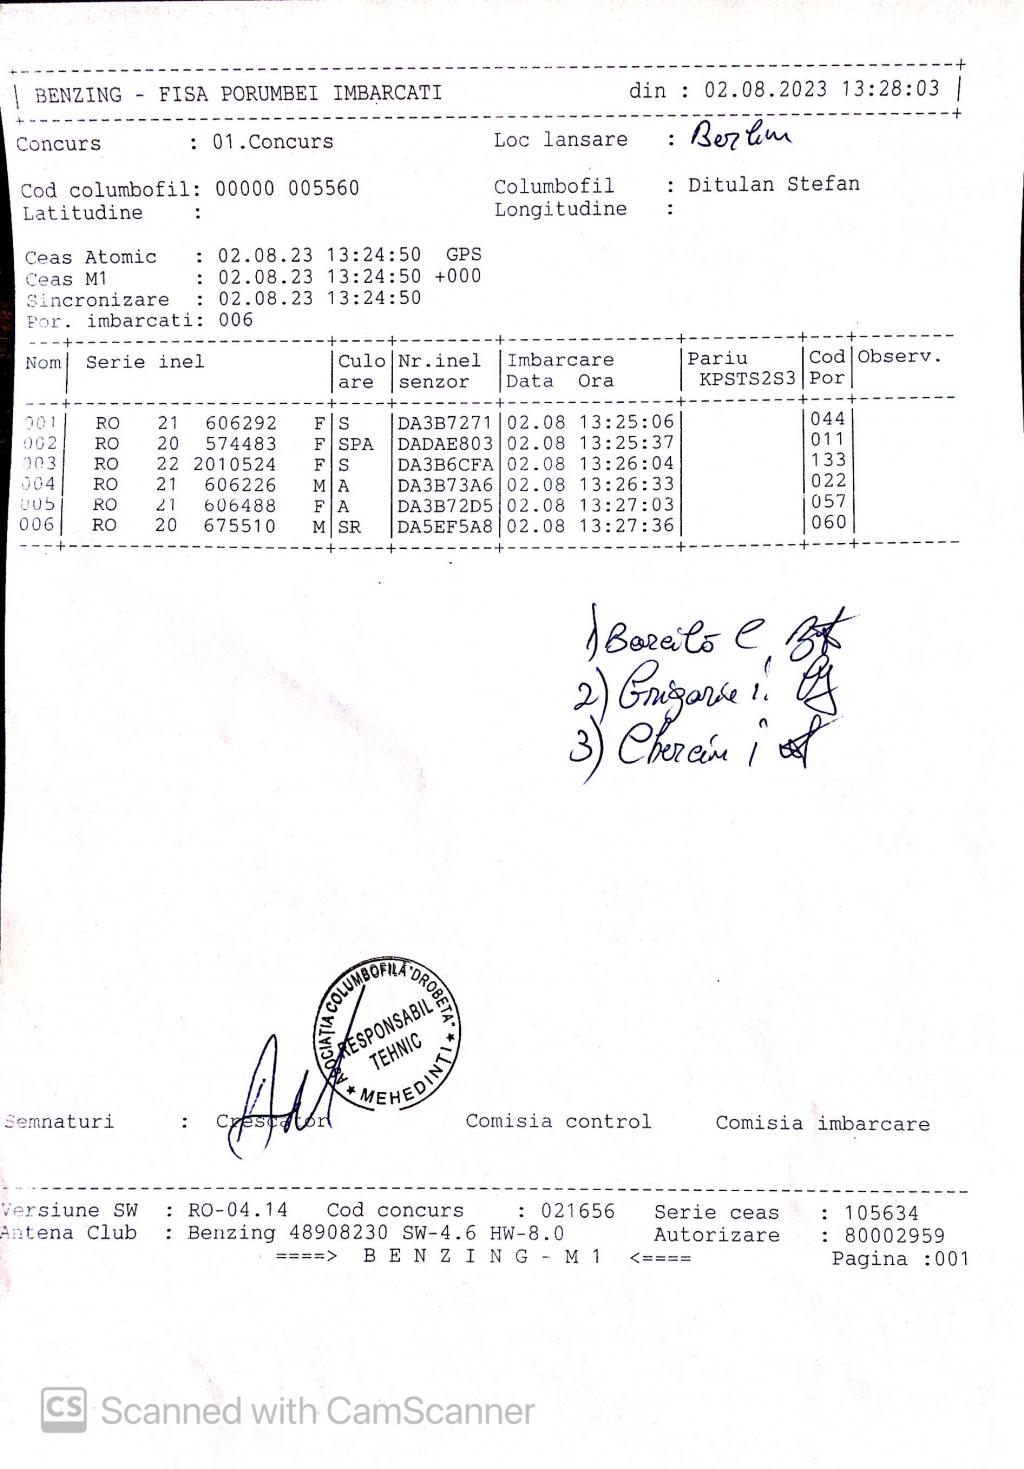 BENZING - FISA PORUMBEI IMBARCATI din : 02.08.2023 13:28:03
Concurs : 01.Concurs Loc lansare : Berlin
Cod columbofil: 00000 005560 Columbofil : Ditulan Stefan
Latitudine : Longitudine :
Ceas Atomic : 02.08.23 13:24:50 GPS
Ceas M1 : 02.08.23 13:24:50 +000
Sincronizare : 02.08.23 13:24:50
Por. imbarcati: 006
Nom Serie inel Culo Nr.inel Imbarcare Pariu Cod Observ.
are senzor Data Ora KPSTS2S3 Por
001 RO 21 606292 F S DA3B7271 02.08 13:25:06 044
002 RO 20 574483 F SPA DADAE803 02.08 13:25:37 011
003 RO 22 2010524 F S DA3B6CFA 02.08 13:26:04 133
004 RO 21 606226 M A DA3B73A6 02.08 13:26:33 022
005 RO 21 606488 F A DA3B72D5 02.08 13:27:03 057
006 RO 20 675510 M SR DA5EF5A8 02.08 13:27:36 060
1)
2) Grigorie i.
3)
ASOCIAȚIA COLUMBOFILĂ "DROBETA"
RESPONSABIL
TEHNIC
★ MEHEDINȚI ★
Semnaturi : Crescator Comisia control Comisia imbarcare
Versiune SW : RO-04.14 Cod concurs : 021656 Serie ceas : 105634
Antena Club : Benzing 48908230 SW-4.6 HW-8.0 Autorizare : 80002959
====> B E N Z I N G - M 1 <==== Pagina :001
CS Scanned with CamScanner